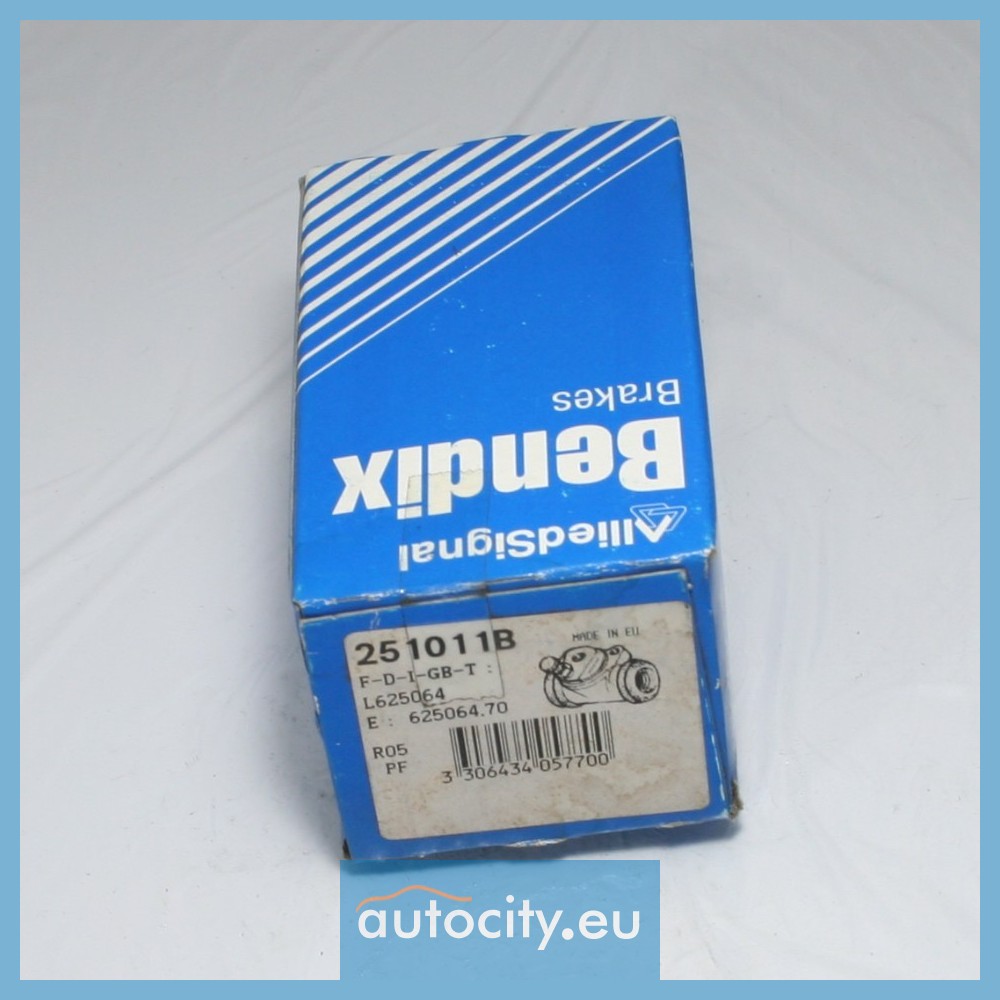 AlliedSignal
Bendix
Brakes
251011B
MADE IN EU
F-D-I-GB-T :
L625064
E : 625064.70
R05
PF
3 306434 057700
autocity.eu